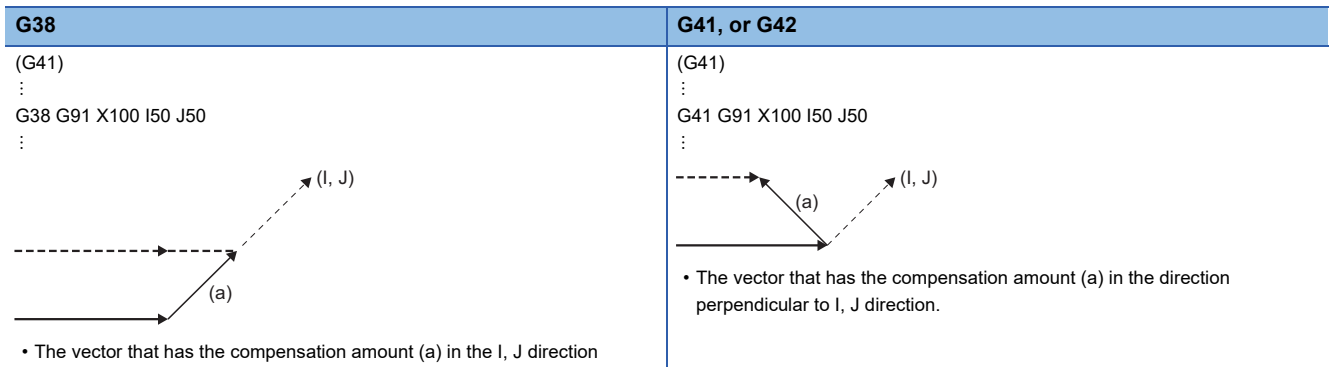 G38
(G41)
⋮
G38 G91 X100 I50 J50
⋮
(I, J)
(a)
• The vector that has the compensation amount (a) in the I, J direction
G41, or G42
(G41)
⋮
G41 G91 X100 I50 J50
⋮
(I, J)
(a)
• The vector that has the compensation amount (a) in the direction
perpendicular to I, J direction.